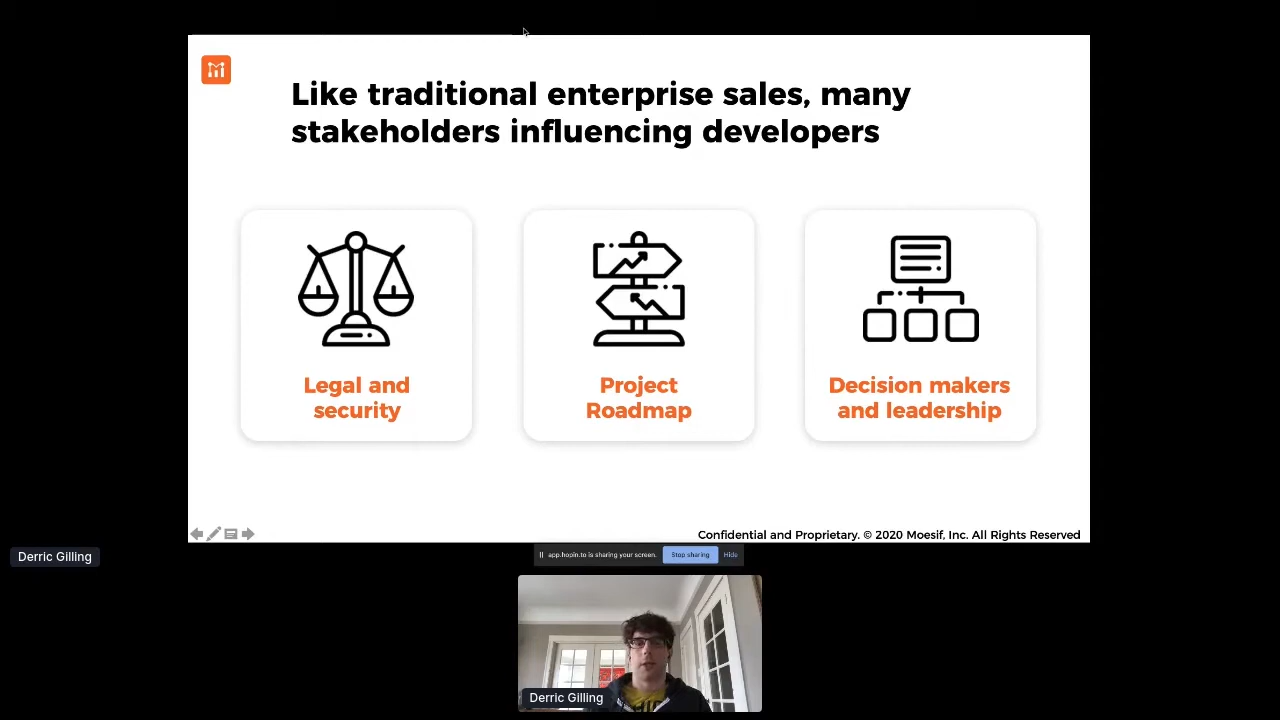 Like traditional enterprise sales, many
stakeholders influencing developers
Legal and
security
Project
Roadmap
Decision makers
and leadership
Confidential and Proprietary. © 2020 Moesif, Inc. All Rights Reserved
Derric Gilling
app.hopin.to is sharing your screen.
Stop sharing
Hide
Derric Gilling